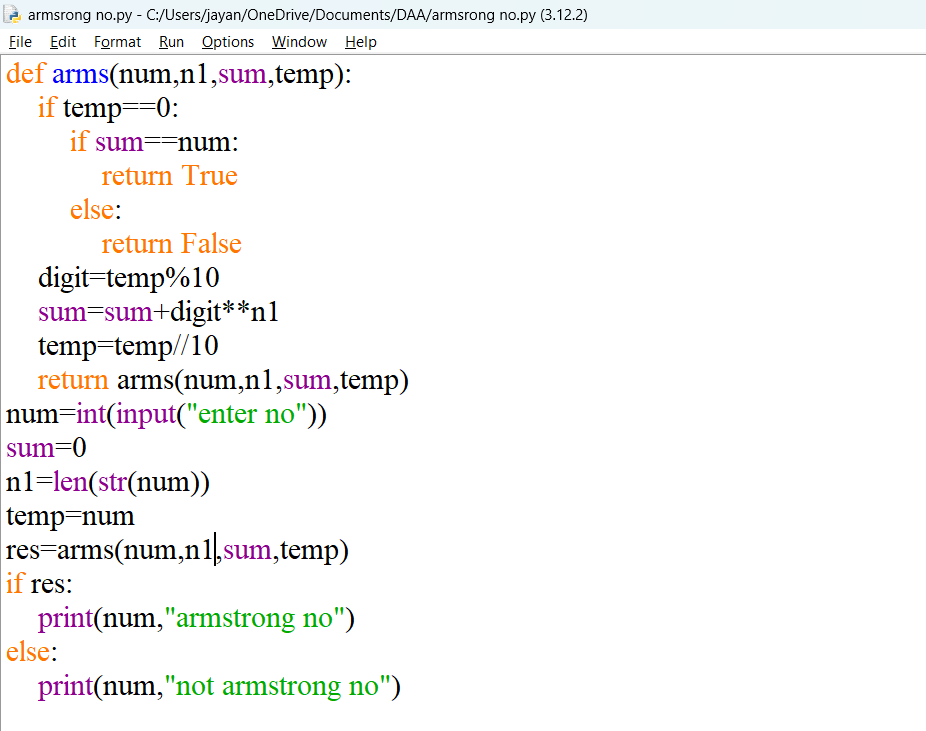 armsrong no.py - C:/Users/jayan/OneDrive/Documents/DAA/armsrong no.py (3.12.2)
File Edit Format Run Options Window Help
def arms(num,n1,sum,temp):
    if temp==0:
        if sum==num:
            return True
        else:
            return False
    digit=temp%10
    sum=sum+digit**n1
    temp=temp//10
    return arms(num,n1,sum,temp)
num=int(input("enter no"))
sum=0
n1=len(str(num))
temp=num
res=arms(num,n1,sum,temp)
if res:
    print(num,"armstrong no")
else:
    print(num,"not armstrong no")